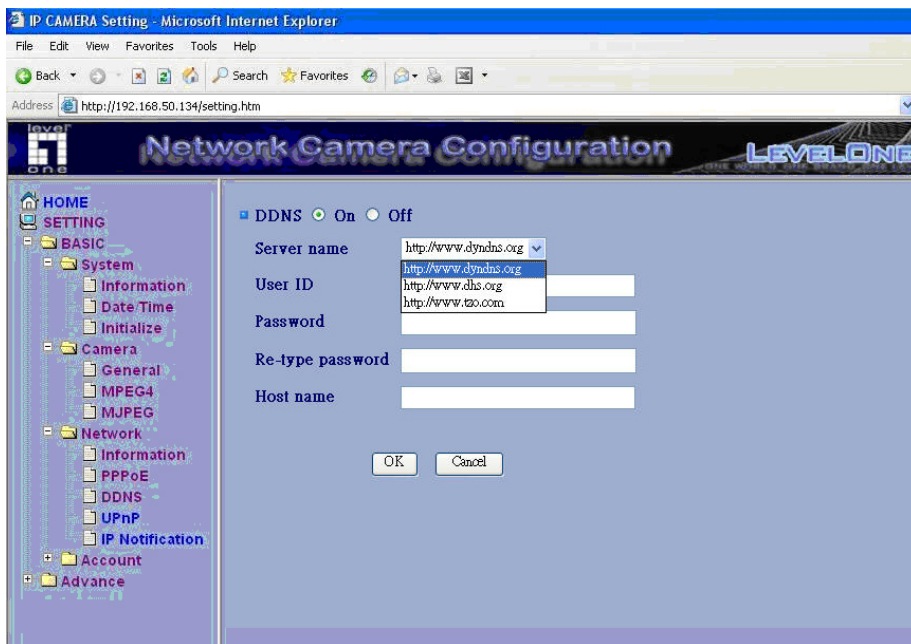 IP CAMERA Setting - Microsoft Internet Explorer
File Edit View Favorites Tools Help
Back Search Favorites
Address http://192.168.50.134/setting.htm
level one
Network Camera Configuration
LEVELONE
HOME
SETTING
BASIC
System
Information
Date/Time
Initialize
Camera
General
MPEG4
MJPEG
Network
Information
PPPoE
DDNS
UPnP
IP Notification
Account
Advance
DDNS On Off
Server name http://www.dyndns.org
http://www.dyndns.org
http://www.dhs.org
http://www.tzo.com
User ID
Password
Re-type password
Host name
OK Cancel